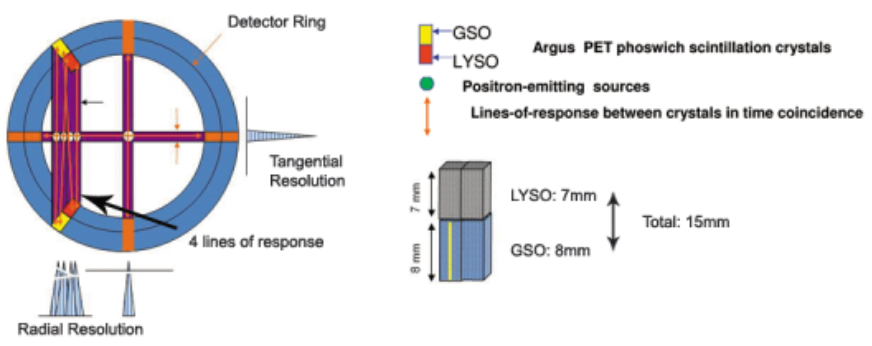 Detector Ring
Tangential
Resolution
4 lines of response
Radial Resolution
GSO
LYSO
Argus PET phoswich scintillation crystals
Positron-emitting sources
Lines-of-response between crystals in time coincidence
7 mm
LYSO: 7mm
Total: 15mm
8 mm
GSO: 8mm